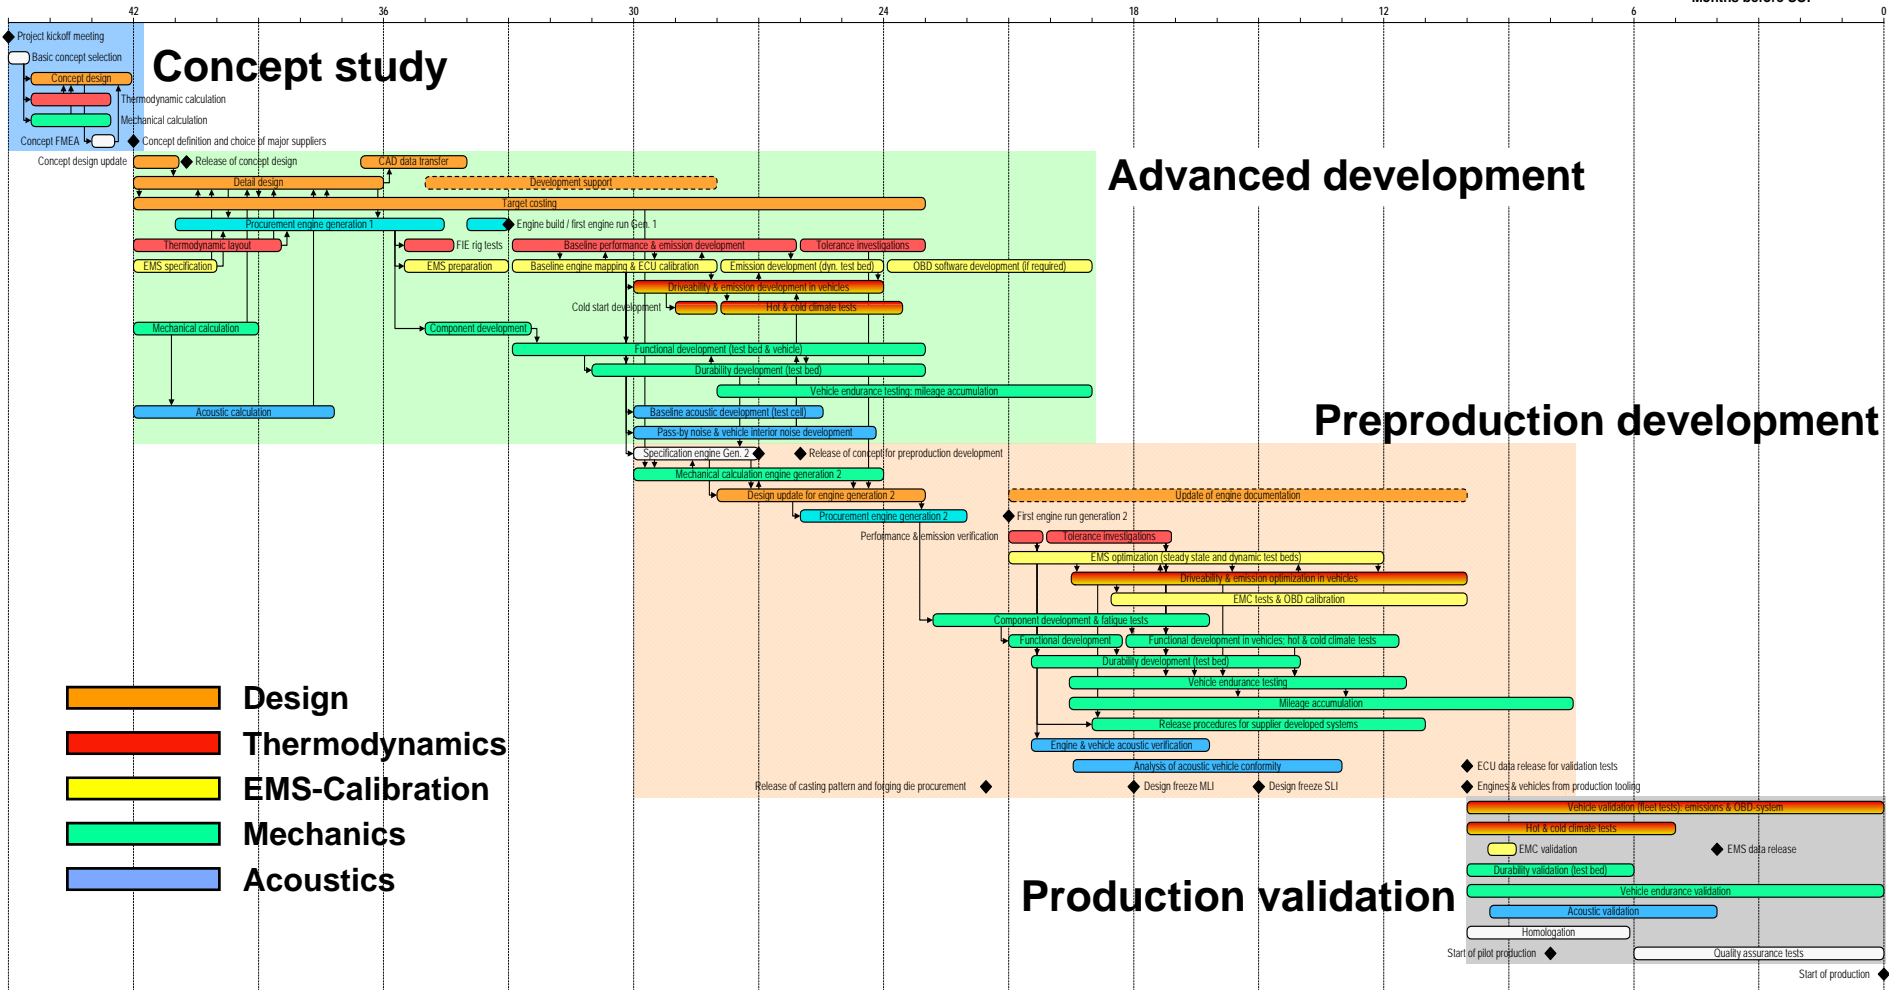 42 36 30 24 18 12 6 0
Project kickoff meeting
Basic concept selection
Concept study
Concept design
Thermodynamic calculation
Mechanical calculation
Concept FMEA
Concept definition and choice of major suppliers
Concept design update
Release of concept design
CAD data transfer
Advanced development
Detail design
Development support
Target costing
Procurement engine generation 1
Engine build / first engine run Gen. 1
Thermodynamic layout
FIE rig tests
Baseline performance & emission development
Tolerance investigations
EMS specification
EMS preparation
Baseline engine mapping & ECU calibration
Emission development (dyn. test bed)
OBD software development (if required)
Driveability & emission development in vehicles
Cold start development
Hot & cold climate tests
Mechanical calculation
Component development
Functional development (test bed & vehicle)
Durability development (test bed)
Vehicle endurance testing: mileage accumulation
Acoustic calculation
Baseline acoustic development (test cell)
Preproduction development
Pass-by noise & vehicle interior noise development
Specification engine Gen. 2
Release of concept for preproduction development
Mechanical calculation engine generation 2
Design update for engine generation 2
Update of engine documentation
Procurement engine generation 2
First engine run generation 2
Performance & emission verification
Tolerance investigations
EMS optimization (steady state and dynamic test beds)
Driveability & emission optimization in vehicles
EMC tests & OBD calibration
Component development & fatique tests
Functional development
Functional development in vehicles; hot & cold climate tests
Durability development (test bed)
Vehicle endurance testing
Mileage accumulation
Release procedures for supplier developed systems
Engine & vehicle acoustic verification
Analysis of acoustic vehicle conformity
ECU data release for validation tests
Release of casting pattern and forging die procurement
Design freeze MLI
Design freeze SLI
Engines & vehicles from production tooling
Design
Thermodynamics
EMS-Calibration
Mechanics
Acoustics
Vehicle validation (fleet tests): emissions & OBD-system
Hot & cold climate tests
EMC validation
EMS data release
Durability validation (test bed)
Production validation
Vehicle endurance validation
Acoustic validation
Homologation
Start of pilot production
Quality assurance tests
Start of production